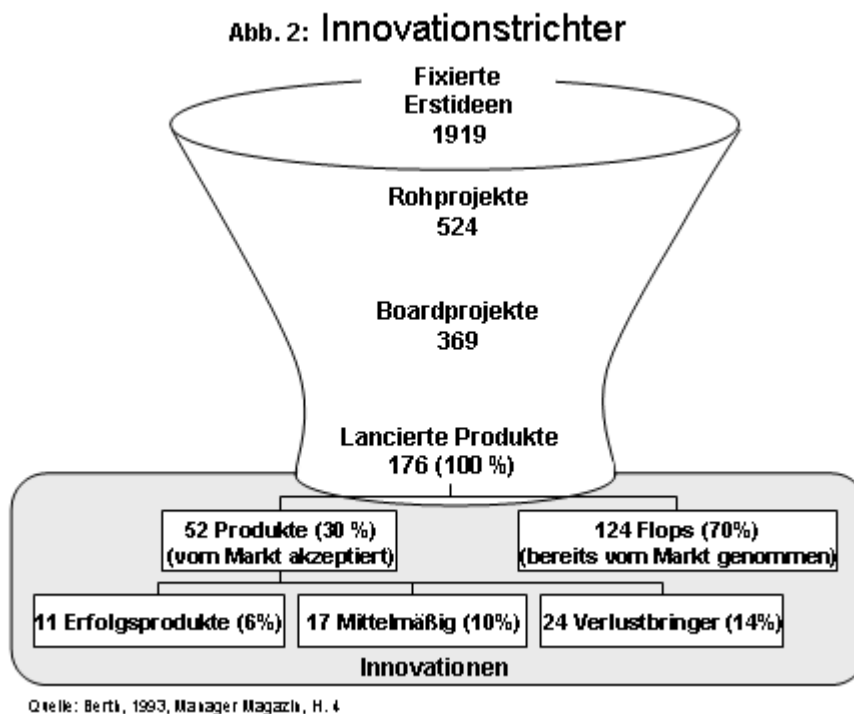 Abb. 2: Innovationstrichter
Fixierte
Erstideen
1919
Rohprojekte
524
Boardprojekte
369
Lancierte Produkte
176 (100 %)
52 Produkte (30 %)
(vom Markt akzeptiert)
124 Flops (70%)
(bereits vom Markt genommen)
11 Erfolgsprodukte (6%)
17 Mittelmäßig (10%)
24 Verlustbringer (14%)
Innovationen
Quelle: Berth, 1993, Manager Magazin, H. 4